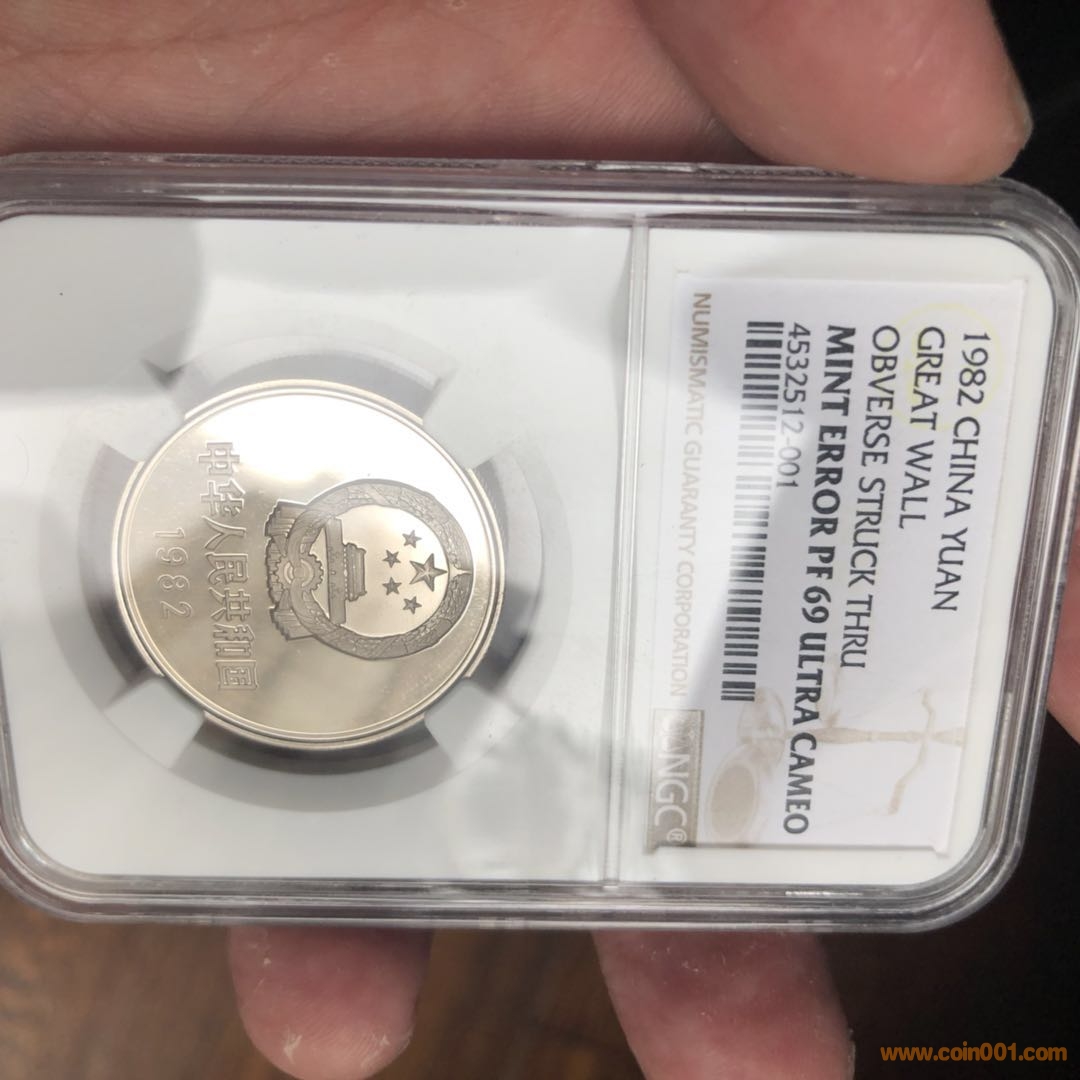 1982 CHINA YUAN
GREAT WALL
OBVERSE STRUCK THRU
MINT ERROR PF 69 ULTRA CAMEO
4532512-001
NUMISMATIC GUARANTY CORPORATION
NGC®
中华人民共和国
1982
www.coin001.com